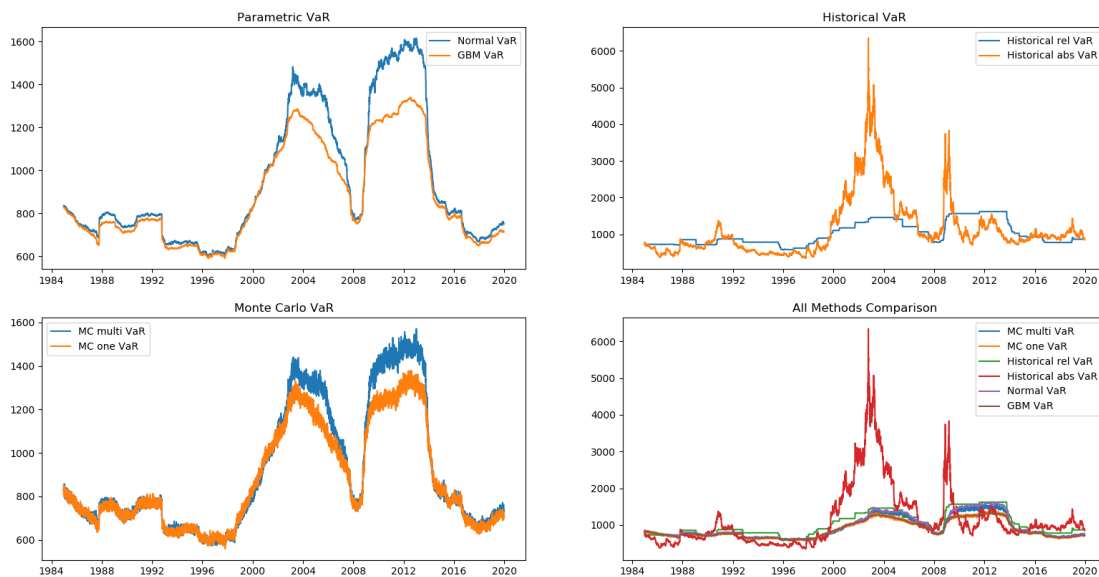 Parametric VaR
1600
1400
1200
1000
800
600
Normal VaR
GBM VaR
1984 1988 1992 1996 2000 2004 2008 2012 2016 2020
Historical VaR
6000
5000
4000
3000
2000
1000
Historical rel VaR
Historical abs VaR
1984 1988 1992 1996 2000 2004 2008 2012 2016 2020
Monte Carlo VaR
1600
1400
1200
1000
800
600
MC multi VaR
MC one VaR
1984 1988 1992 1996 2000 2004 2008 2012 2016 2020
All Methods Comparison
6000
5000
4000
3000
2000
1000
MC multi VaR
MC one VaR
Historical rel VaR
Historical abs VaR
Normal VaR
GBM VaR
1984 1988 1992 1996 2000 2004 2008 2012 2016 2020